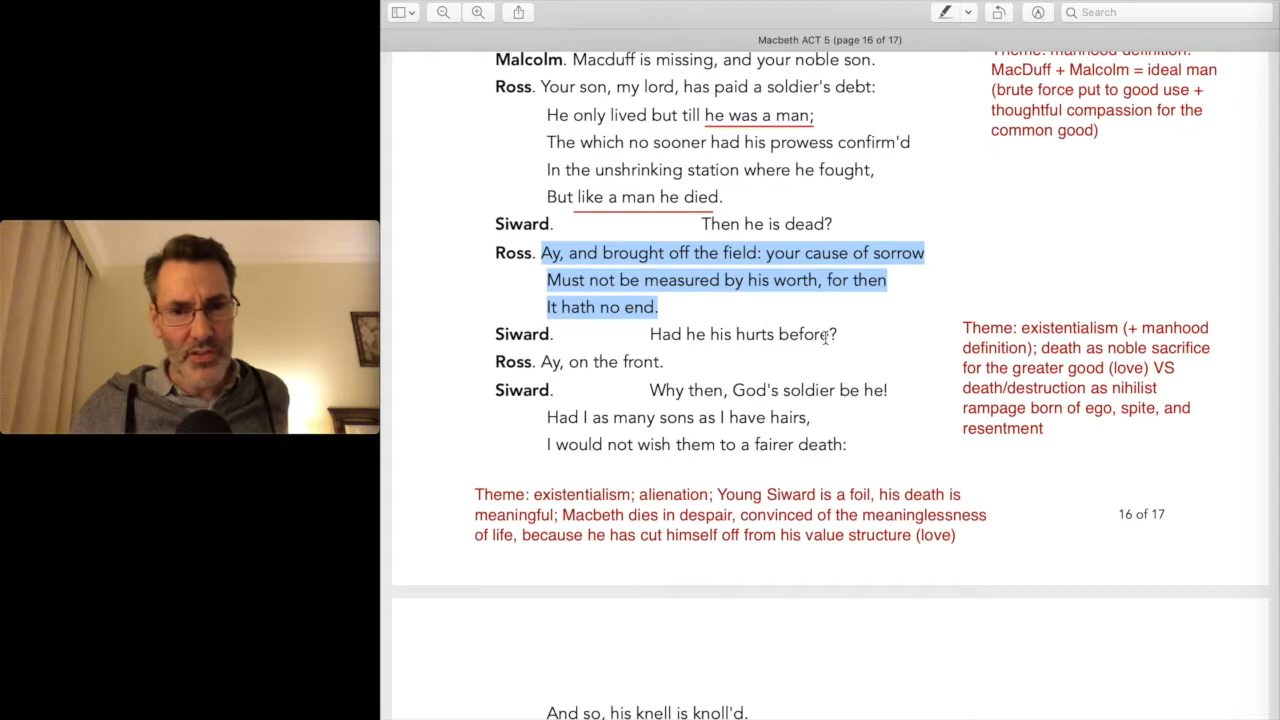 Search
Macbeth ACT 5 (page 16 of 17)
Malcolm. Macduff is missing, and your noble son.
Ross. Your son, my lord, has paid a soldier's debt:
He only lived but till he was a man;
The which no sooner had his prowess confirm'd
In the unshrinking station where he fought,
But like a man he died.
Siward. Then he is dead?
Ross. Ay, and brought off the field: your cause of sorrow
Must not be measured by his worth, for then
It hath no end.
Siward. Had he his hurts before?
Ross. Ay, on the front.
Siward. Why then, God's soldier be he!
Had I as many sons as I have hairs,
I would not wish them to a fairer death:
Theme: manhood definition:
MacDuff + Malcolm = ideal man
(brute force put to good use +
thoughtful compassion for the
common good)
Theme: existentialism (+ manhood
definition); death as noble sacrifice
for the greater good (love) VS
death/destruction as nihilist
rampage born of ego, spite, and
resentment
Theme: existentialism; alienation; Young Siward is a foil, his death is
meaningful; Macbeth dies in despair, convinced of the meaninglessness
of life, because he has cut himself off from his value structure (love)
16 of 17
And so, his knell is knoll'd.